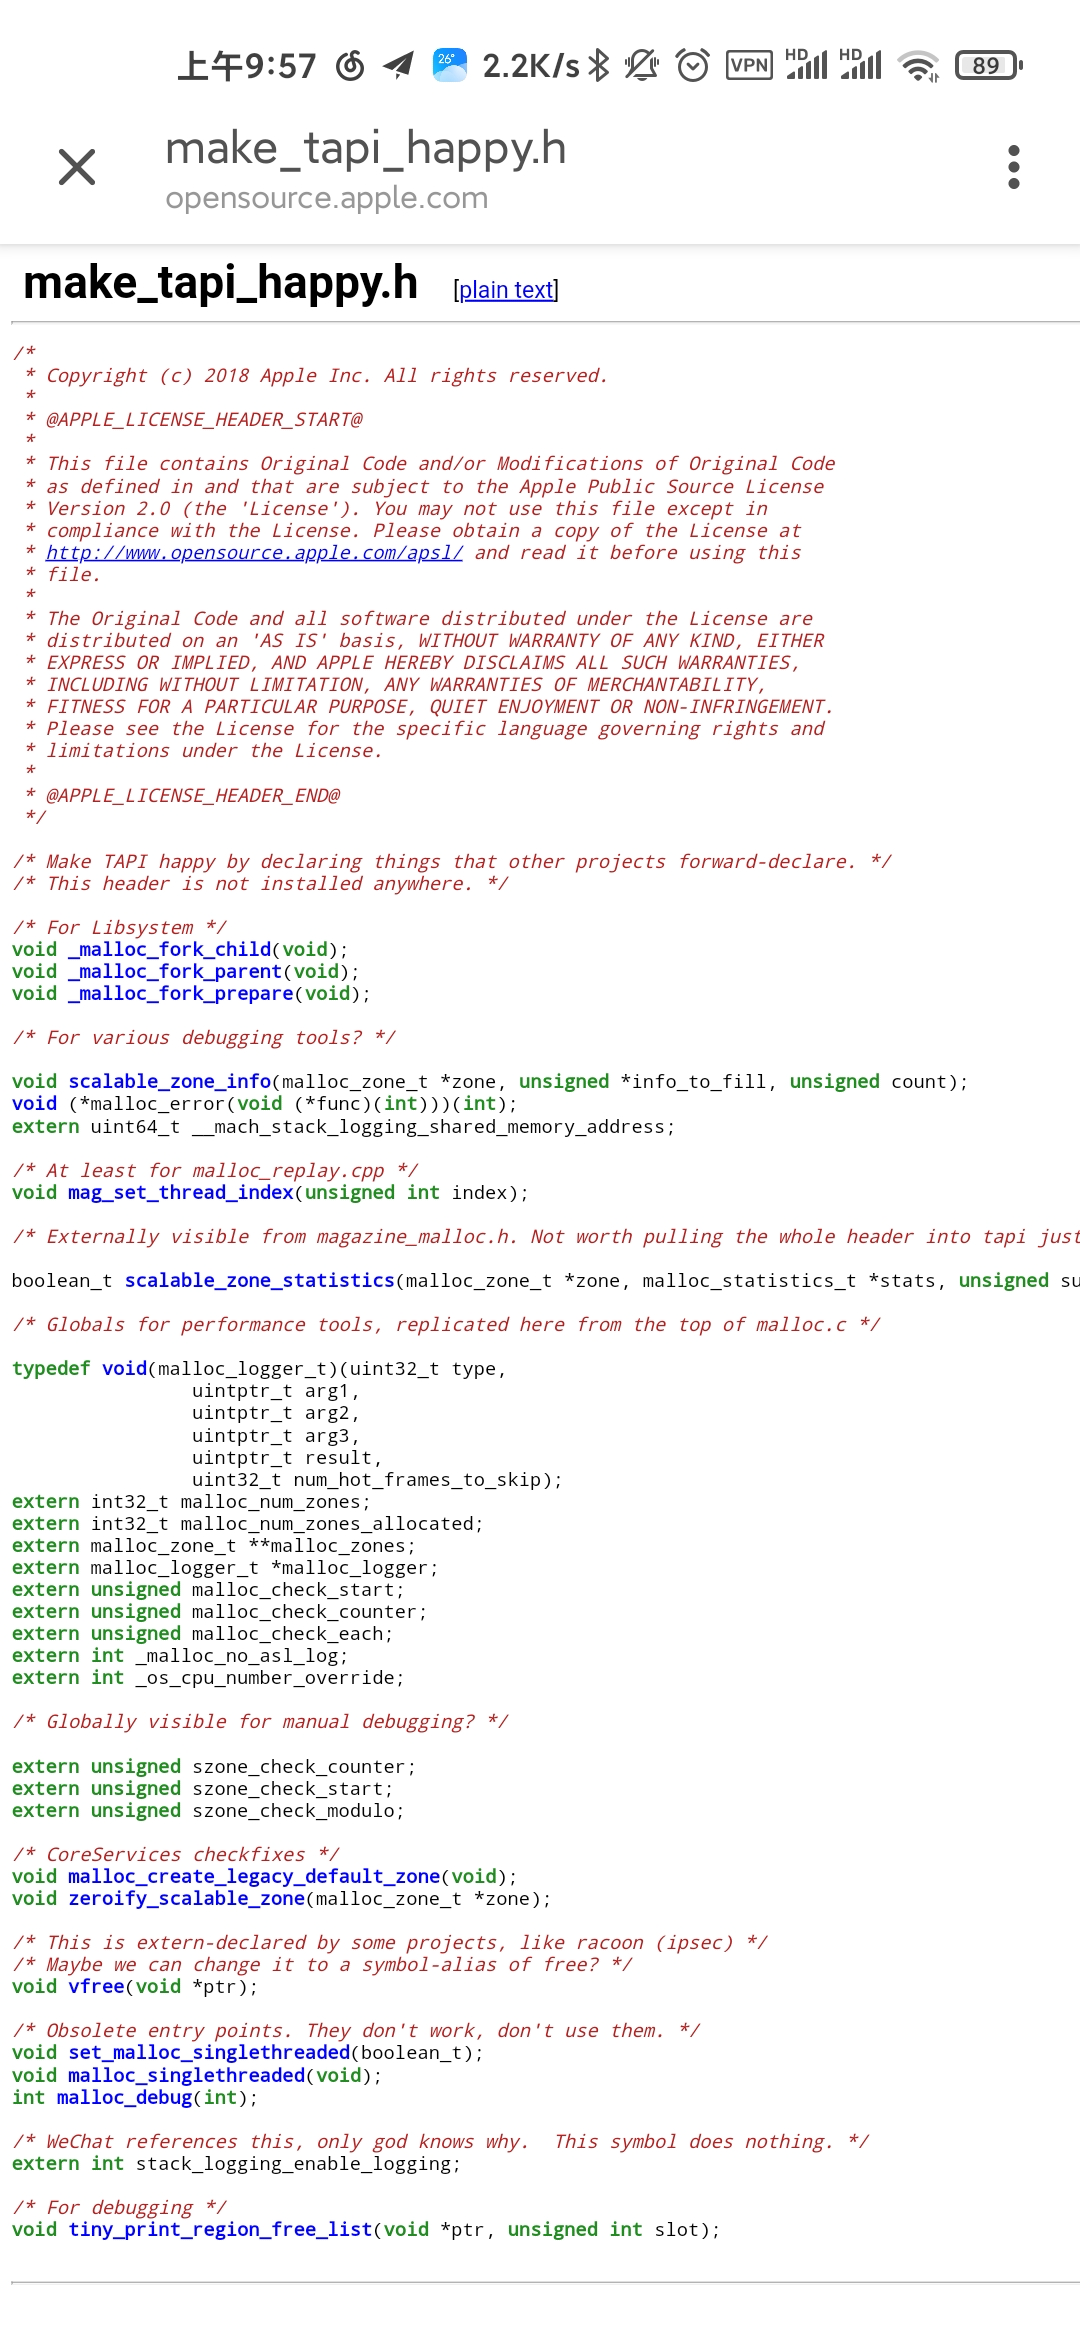 上午9:57 26° 2.2K/s VPN HD HD 89
make_tapi_happy.h
opensource.apple.com
make_tapi_happy.h [plain text]
/*
 * Copyright (c) 2018 Apple Inc. All rights reserved.
 *
 * @APPLE_LICENSE_HEADER_START@
 *
 * This file contains Original Code and/or Modifications of Original Code
 * as defined in and that are subject to the Apple Public Source License
 * Version 2.0 (the 'License'). You may not use this file except in
 * compliance with the License. Please obtain a copy of the License at
 * http://www.opensource.apple.com/apsl/ and read it before using this
 * file.
 *
 * The Original Code and all software distributed under the License are
 * distributed on an 'AS IS' basis, WITHOUT WARRANTY OF ANY KIND, EITHER
 * EXPRESS OR IMPLIED, AND APPLE HEREBY DISCLAIMS ALL SUCH WARRANTIES,
 * INCLUDING WITHOUT LIMITATION, ANY WARRANTIES OF MERCHANTABILITY,
 * FITNESS FOR A PARTICULAR PURPOSE, QUIET ENJOYMENT OR NON-INFRINGEMENT.
 * Please see the License for the specific language governing rights and
 * limitations under the License.
 *
 * @APPLE_LICENSE_HEADER_END@
 */
/* Make TAPI happy by declaring things that other projects forward-declare. */
/* This header is not installed anywhere. */
/* For Libsystem */
void _malloc_fork_child(void);
void _malloc_fork_parent(void);
void _malloc_fork_prepare(void);
/* For various debugging tools? */
void scalable_zone_info(malloc_zone_t *zone, unsigned *info_to_fill, unsigned count);
void (*malloc_error(void (*func)(int)))(int);
extern uint64_t __mach_stack_logging_shared_memory_address;
/* At least for malloc_replay.cpp */
void mag_set_thread_index(unsigned int index);
/* Externally visible from magazine_malloc.h. Not worth pulling the whole header into tapi just
boolean_t scalable_zone_statistics(malloc_zone_t *zone, malloc_statistics_t *stats, unsigned su
/* Globals for performance tools, replicated here from the top of malloc.c */
typedef void(malloc_logger_t)(uint32_t type,
                uintptr_t arg1,
                uintptr_t arg2,
                uintptr_t arg3,
                uintptr_t result,
                uint32_t num_hot_frames_to_skip);
extern int32_t malloc_num_zones;
extern int32_t malloc_num_zones_allocated;
extern malloc_zone_t **malloc_zones;
extern malloc_logger_t *malloc_logger;
extern unsigned malloc_check_start;
extern unsigned malloc_check_counter;
extern unsigned malloc_check_each;
extern int _malloc_no_asl_log;
extern int _os_cpu_number_override;
/* Globally visible for manual debugging? */
extern unsigned szone_check_counter;
extern unsigned szone_check_start;
extern unsigned szone_check_modulo;
/* CoreServices checkfixes */
void malloc_create_legacy_default_zone(void);
void zeroify_scalable_zone(malloc_zone_t *zone);
/* This is extern-declared by some projects, like racoon (ipsec) */
/* Maybe we can change it to a symbol-alias of free? */
void vfree(void *ptr);
/* Obsolete entry points. They don't work, don't use them. */
void set_malloc_singlethreaded(boolean_t);
void malloc_singlethreaded(void);
int malloc_debug(int);
/* WeChat references this, only god knows why.  This symbol does nothing. */
extern int stack_logging_enable_logging;
/* For debugging */
void tiny_print_region_free_list(void *ptr, unsigned int slot);